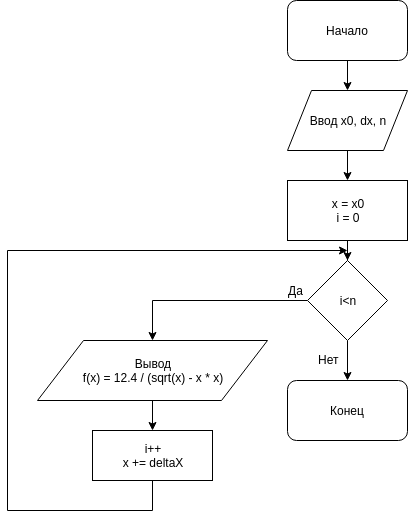 Начало
Ввод x0, dx, n
x = x0
i = 0
Да
i<n
Нет
Вывод
f(x) = 12.4 / (sqrt(x) - x * x)
Конец
i++
x += deltaX